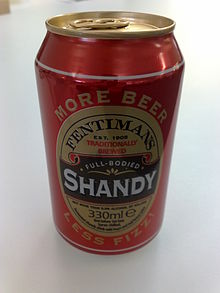 MORE BEER
FENTIMANS
EST. 1905
TRADITIONALLY
BREWED
FULL-BODIED
SHANDY
330ml e
LESS FIZZ!